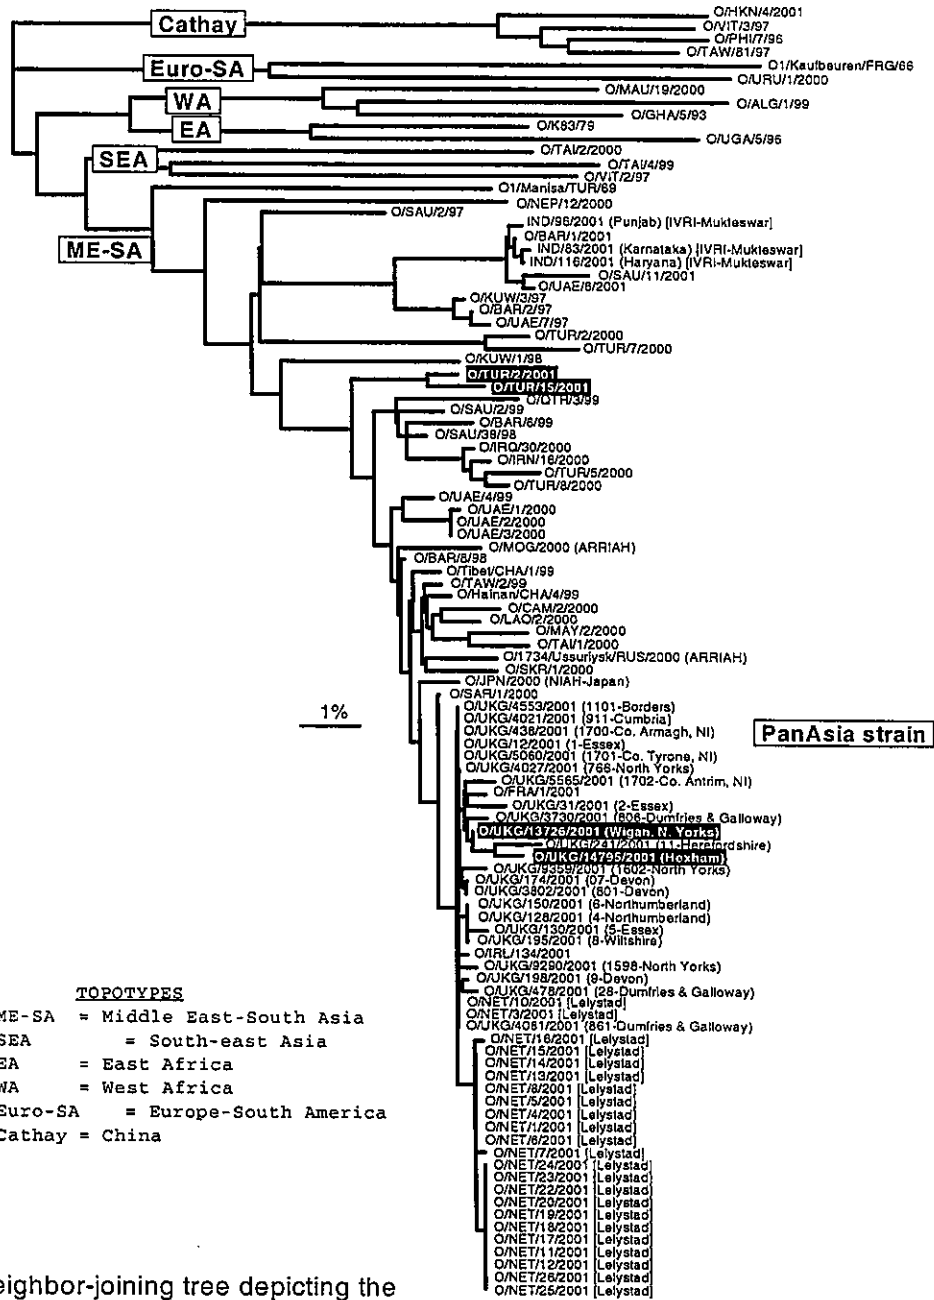 Cathay
O/HKN/4/2001
O/VIT/3/97
O/PHI/7/96
O/TAW/81/97
Euro-SA
O1/Kaufbeuren/FRG/66
O/URU/1/2000
WA
O/MAU/19/2000
O/ALG/1/99
O/GHA/5/93
EA
O/K83/79
O/UGA/5/96
SEA
O/TAI/2/2000
O/TAI/4/99
O/VIT/2/97
O1/Manisa/TUR/69
ME-SA
O/NEP/12/2000
O/SAU/2/97
IND/96/2001 (Punjab) [IVRI-Mukteswar]
O/BAR/1/2001
IND/83/2001 (Karnataka) [IVRI-Mukteswar]
IND/116/2001 (Haryana) [IVRI-Mukteswar]
O/SAU/11/2001
O/UAE/6/2001
O/KUW/3/97
O/BAR/2/97
O/UAE/7/97
O/TUR/2/2000
O/TUR/7/2000
O/KUW/1/98
O/TUR/2/2001
O/TUR/15/2001
O/QTR/3/99
O/SAU/2/99
O/BAR/6/99
O/SAU/38/98
O/IRQ/30/2000
O/IRN/16/2000
O/TUR/5/2000
O/TUR/8/2000
O/UAE/4/99
O/UAE/1/2000
O/UAE/2/2000
O/UAE/3/2000
O/MOG/2000 (ARRIAH)
O/BAR/8/98
O/Tibet/CHA/1/99
O/TAW/2/99
O/Hainan/CHA/4/99
O/CAM/2/2000
O/LAO/2/2000
O/MAY/2/2000
O/TAI/1/2000
O/1734/Ussuriysk/RUS/2000 (ARRIAH)
O/SKR/1/2000
O/JPN/2000 (NIAH-Japan)
O/SAR/1/2000
1%
PanAsia strain
O/UKG/4553/2001 (1101-Borders)
O/UKG/4021/2001 (911-Cumbria)
O/UKG/438/2001 (1700-Co. Armagh, NI)
O/UKG/12/2001 (1-Essex)
O/UKG/5060/2001 (1701-Co. Tyrone, NI)
O/UKG/4027/2001 (766-North Yorks)
O/UKG/5565/2001 (1702-Co. Antrim, NI)
O/FRA/1/2001
O/UKG/31/2001 (2-Essex)
O/UKG/3730/2001 (806-Dumfries & Galloway)
O/UKG/13726/2001 (Wigan, N. Yorks)
O/UKG/241/2001 (11-Herefordshire)
O/UKG/14795/2001 (Hexham)
O/UKG/9359/2001 (1602-North Yorks)
O/UKG/174/2001 (07-Devon)
O/UKG/3802/2001 (801-Devon)
O/UKG/150/2001 (6-Northumberland)
O/UKG/128/2001 (4-Northumberland)
O/UKG/130/2001 (5-Essex)
O/UKG/195/2001 (8-Wiltshire)
O/IRL/134/2001
O/UKG/9290/2001 (1598-North Yorks)
O/UKG/198/2001 (9-Devon)
O/UKG/478/2001 (28-Dumfries & Galloway)
O/NET/10/2001 [Lelystad]
O/NET/3/2001 [Lelystad]
O/UKG/4081/2001 (861-Dumfries & Galloway)
O/NET/16/2001 [Lelystad]
O/NET/15/2001 [Lelystad]
O/NET/14/2001 [Lelystad]
O/NET/13/2001 [Lelystad]
O/NET/8/2001 [Lelystad]
O/NET/5/2001 [Lelystad]
O/NET/4/2001 [Lelystad]
O/NET/1/2001 [Lelystad]
O/NET/6/2001 [Lelystad]
O/NET/7/2001 [Lelystad]
O/NET/24/2001 [Lelystad]
O/NET/23/2001 [Lelystad]
O/NET/22/2001 [Lelystad]
O/NET/20/2001 [Lelystad]
O/NET/19/2001 [Lelystad]
O/NET/18/2001 [Lelystad]
O/NET/17/2001 [Lelystad]
O/NET/11/2001 [Lelystad]
O/NET/12/2001 [Lelystad]
O/NET/26/2001 [Lelystad]
O/NET/25/2001 [Lelystad]
TOPOTYPES
ME-SA = Middle East-South Asia
SEA = South-east Asia
EA = East Africa
WA = West Africa
Euro-SA = Europe-South America
Cathay = China
eighbor-joining tree depicting the